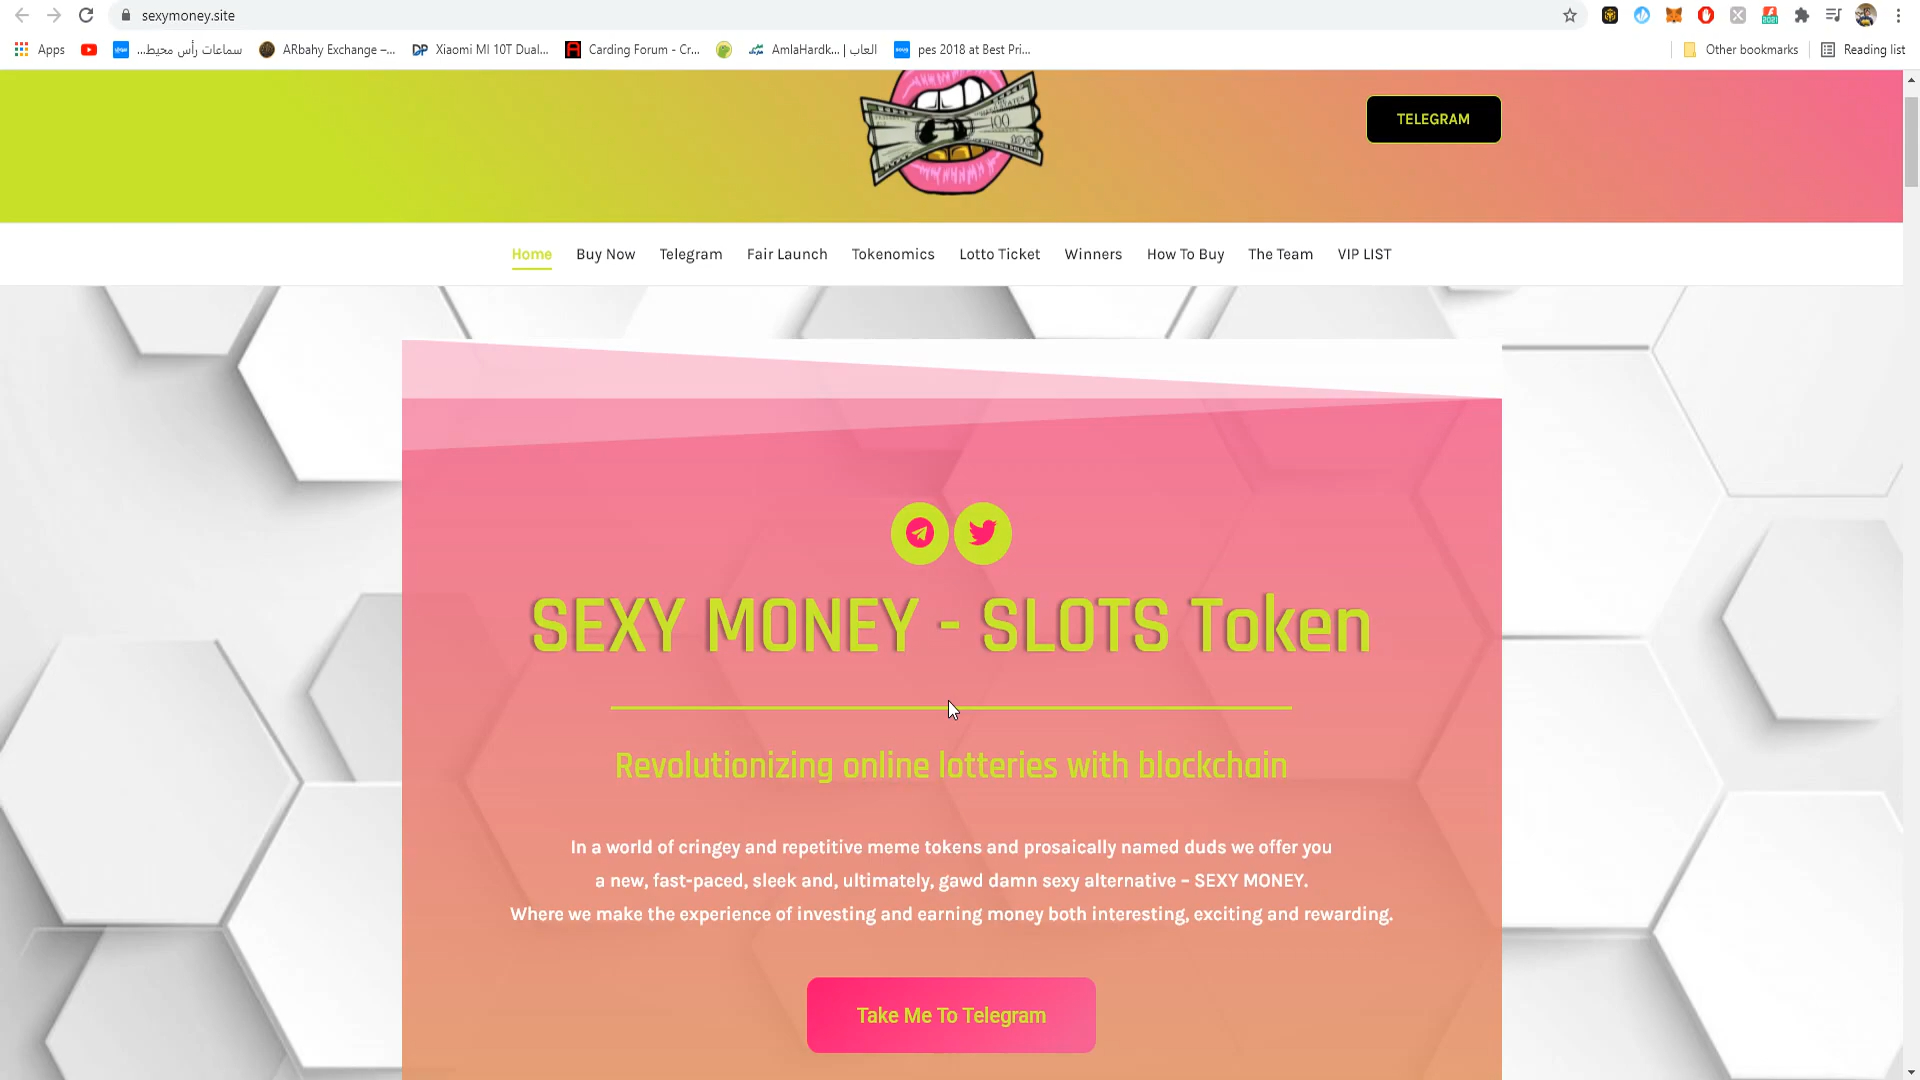 sexymoney.site
Apps
سماعات رأس محيط...
ARbahy Exchange –...
Xiaomi MI 10T Dual...
Carding Forum - Cr...
AmlaHardk... | العاب
pes 2018 at Best Pri...
Other bookmarks
Reading list
100
TELEGRAM
Home
Buy Now
Telegram
Fair Launch
Tokenomics
Lotto Ticket
Winners
How To Buy
The Team
VIP LIST
SEXY MONEY - SLOTS Token
Revolutionizing online lotteries with blockchain
In a world of cringey and repetitive meme tokens and prosaically named duds we offer you
a new, fast-paced, sleek and, ultimately, gawd damn sexy alternative – SEXY MONEY.
Where we make the experience of investing and earning money both interesting, exciting and rewarding.
Take Me To Telegram